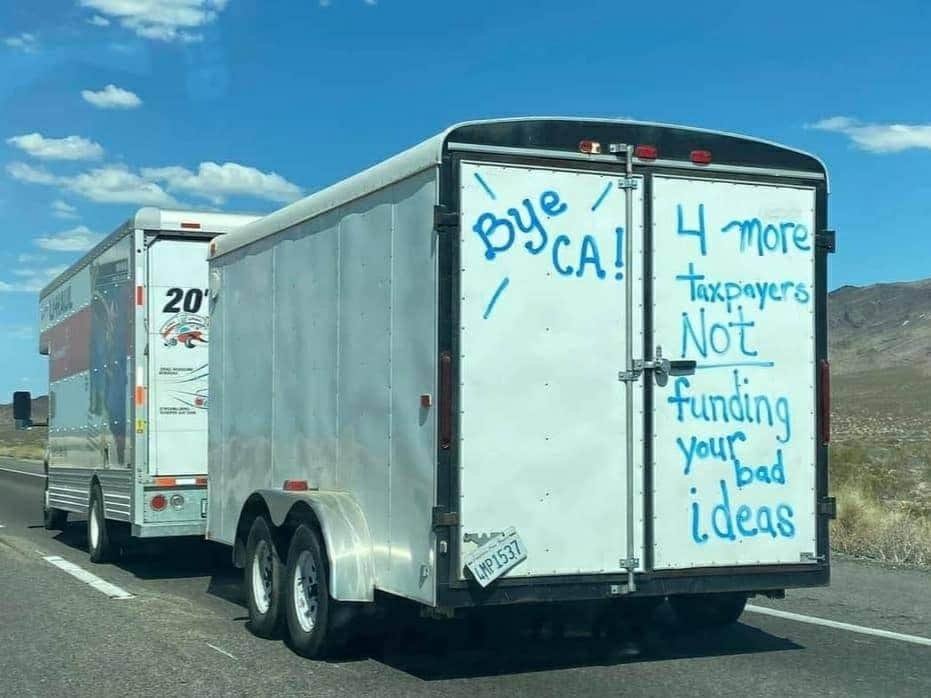 Bye
CA!
4 more
taxpayers
Not
funding
your
bad
ideas
20'
4MP1537